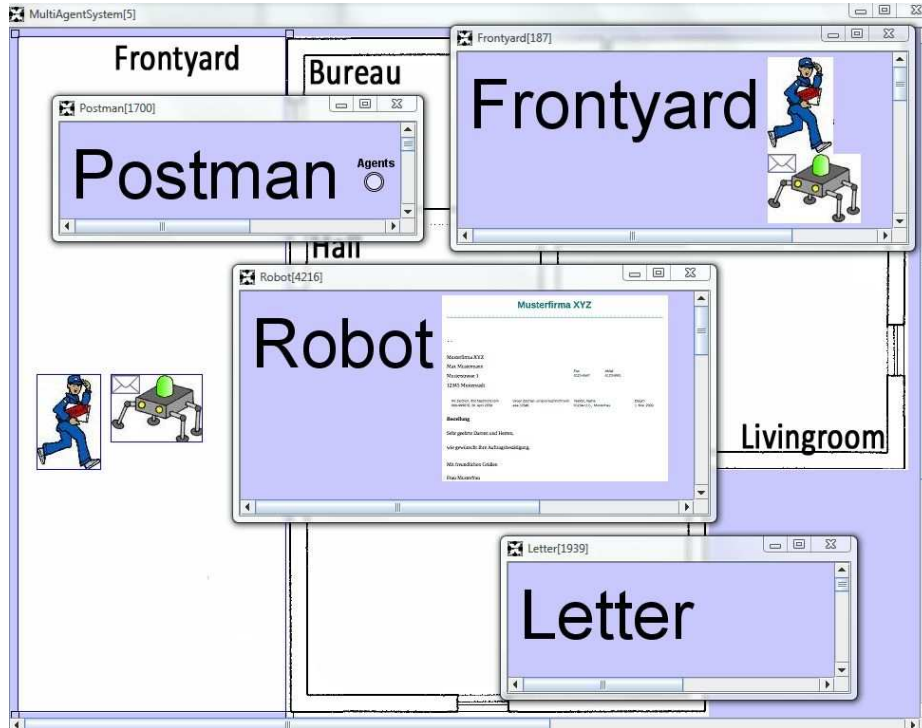 MultiAgentSystem[5]
Frontyard
Bureau
Frontyard[187]
Frontyard
Postman[1700]
Postman
Agents
Hall
Robot[4216]
Robot
Musterfirma XYZ
Musterfirma XYZ
Max Mustermann
Musterstrasse 1
12345 Musterstadt
Bestellung
Sehr geehrte Damen und Herren,
Mit freundlichen Grüßen
Livingroom
Letter[1939]
Letter